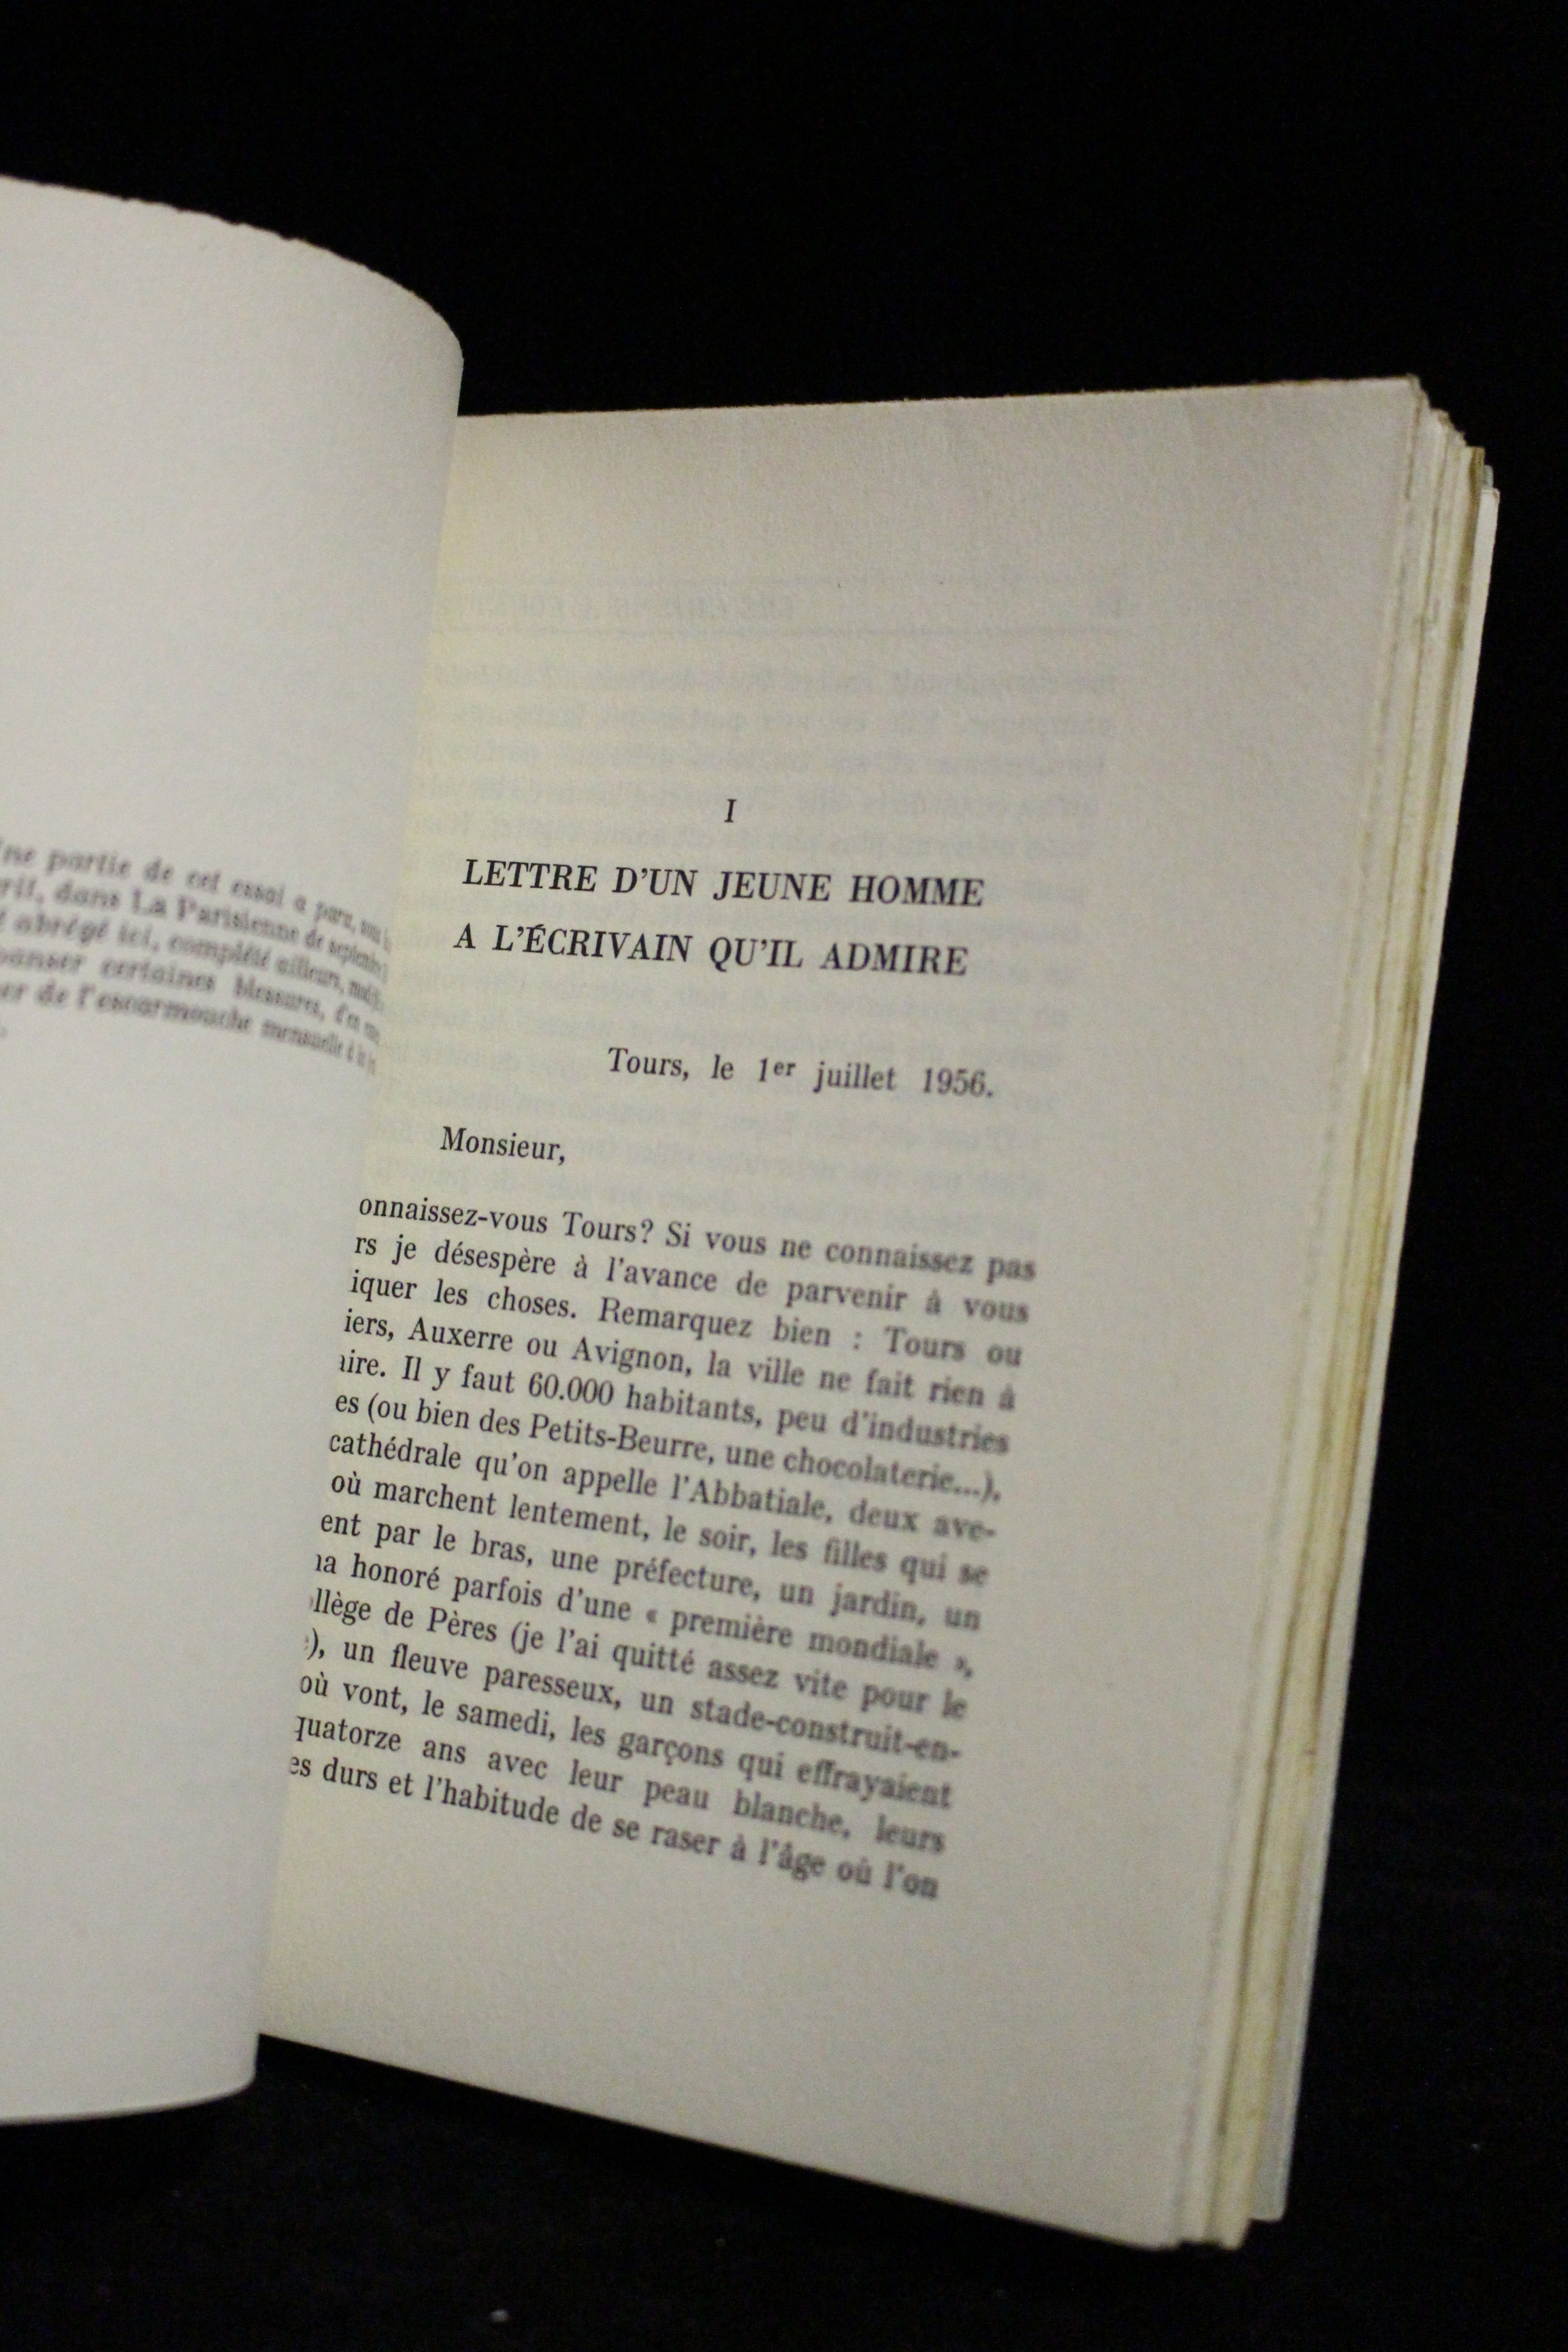 ne partie de cet essai a paru,
rit, dans La Parisienne de septembre
abrégé ici, complété ailleurs,
panser certaines blessures, d'en
er de l'escarmouche mensuelle
I
LETTRE D'UN JEUNE HOMME
A L'ÉCRIVAIN QU'IL ADMIRE
Tours, le 1er juillet 1956.
Monsieur,
onnaissez-vous Tours? Si vous ne connaissez pas
rs je désespère à l'avance de parvenir à vous
iquer les choses. Remarquez bien : Tours ou
iers, Auxerre ou Avignon, la ville ne fait rien à
aire. Il y faut 60.000 habitants, peu d'industries
es (ou bien des Petits-Beurre, une chocolaterie...),
cathédrale qu'on appelle l'Abbatiale, deux ave-
où marchent lentement, le soir, les filles qui se
ent par le bras, une préfecture, un jardin, un
na honoré parfois d'une « première mondiale »,
llège de Pères (je l'ai quitté assez vite pour le
), un fleuve paresseux, un stade-construit-en-
où vont, le samedi, les garçons qui effrayaient
quatorze ans avec leur peau blanche, leurs
es durs et l'habitude de se raser à l'âge où l'on